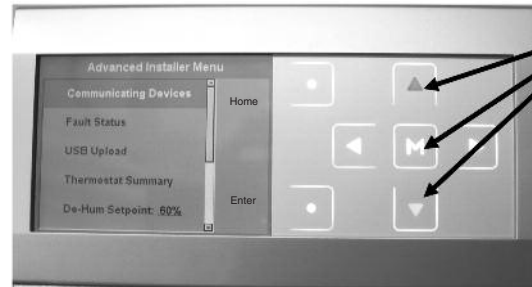 Advanced Installer Menu
Communicating Devices
Home
Fault Status
USB Upload
Thermostat Summary
De-Hum Setpoint: 60%
Enter
M